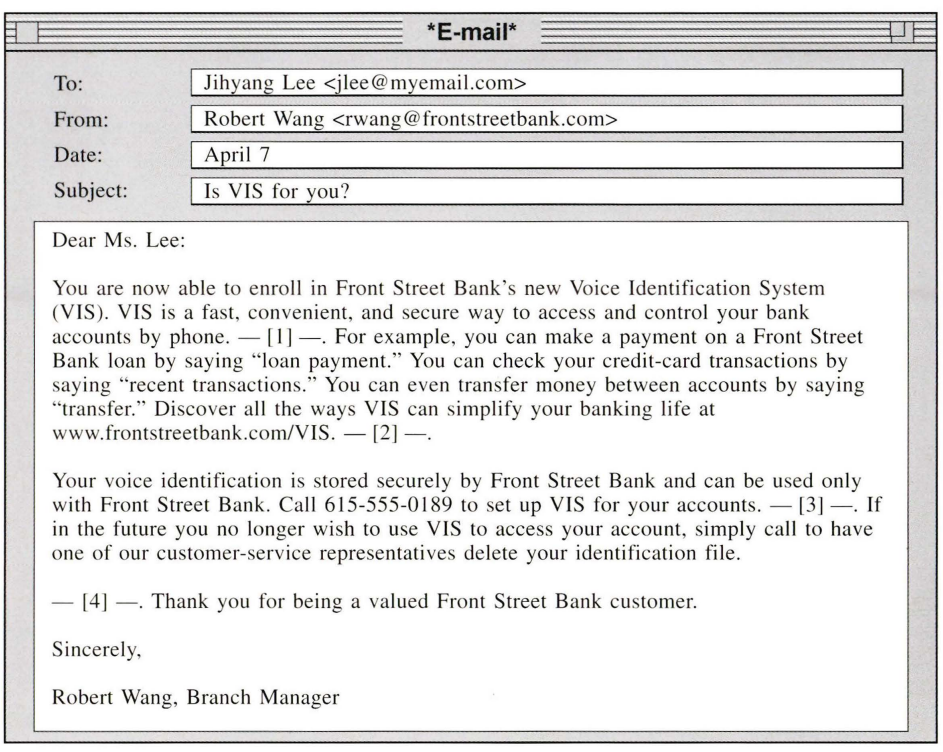 *E-mail*
To: Jihyang Lee <jlee@myemail.com>
From: Robert Wang <rwang@frontstreetbank.com>
Date: April 7
Subject: Is VIS for you?
Dear Ms. Lee:
You are now able to enroll in Front Street Bank's new Voice Identification System
(VIS). VIS is a fast, convenient, and secure way to access and control your bank
accounts by phone. — [1] —. For example, you can make a payment on a Front Street
Bank loan by saying “loan payment.” You can check your credit-card transactions by
saying “recent transactions.” You can even transfer money between accounts by saying
“transfer.” Discover all the ways VIS can simplify your banking life at
www.frontstreetbank.com/VIS. — [2] —.
Your voice identification is stored securely by Front Street Bank and can be used only
with Front Street Bank. Call 615-555-0189 to set up VIS for your accounts. — [3] —. If
in the future you no longer wish to use VIS to access your account, simply call to have
one of our customer-service representatives delete your identification file.
— [4] —. Thank you for being a valued Front Street Bank customer.
Sincerely,
Robert Wang, Branch Manager